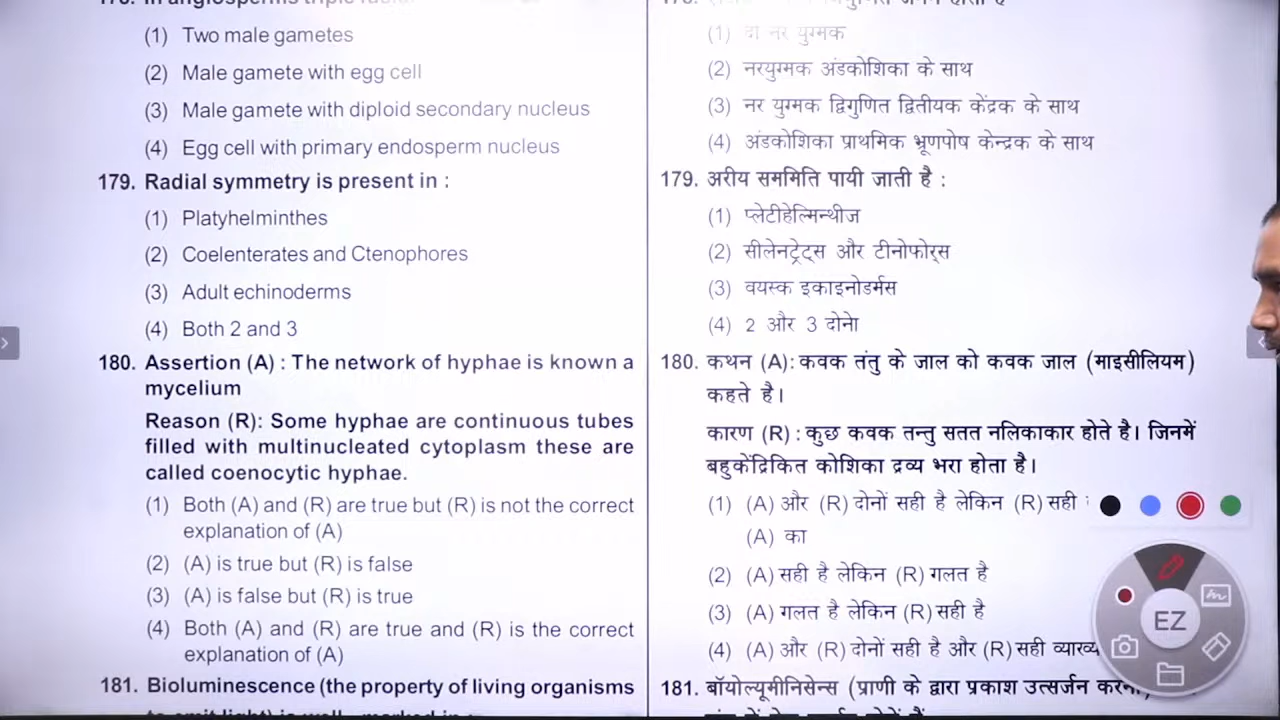 (1) Two male gametes
(2) Male gamete with egg cell
(3) Male gamete with diploid secondary nucleus
(4) Egg cell with primary endosperm nucleus
179. Radial symmetry is present in :
(1) Platyhelminthes
(2) Coelenterates and Ctenophores
(3) Adult echinoderms
(4) Both 2 and 3
180. Assertion (A) : The network of hyphae is known a
mycelium
Reason (R): Some hyphae are continuous tubes
filled with multinucleated cytoplasm these are
called coenocytic hyphae.
(1) Both (A) and (R) are true but (R) is not the correct
explanation of (A)
(2) (A) is true but (R) is false
(3) (A) is false but (R) is true
(4) Both (A) and (R) are true and (R) is the correct
explanation of (A)
181. Bioluminescence (the property of living organisms
(1) दो नर युग्मक
(2) नरयुग्मक अंडकोशिका के साथ
(3) नर युग्मक द्विगुणित द्वितीयक केंद्रक के साथ
(4) अंडकोशिका प्राथमिक भ्रूणपोष केन्द्रक के साथ
179. अरीय सममिति पायी जाती है :
(1) प्लेटीहेल्मिन्थीज
(2) सीलेनट्रेट्स और टीनोफोर्स
(3) वयस्क इकाइनोडर्मस
(4) 2 और 3 दोनेा
180. कथन (A): कवक तंतु के जाल को कवक जाल (माइसीलियम)
कहते है।
कारण (R) : कुछ कवक तन्तु सतत नलिकाकार होते है। जिनमें
बहुकेंद्रिकित कोशिका द्रव्य भरा होता है।
(1) (A) और (R) दोनों सही है लेकिन (R) सही
(A) का
(2) (A) सही है लेकिन (R) गलत है
(3) (A) गलत है लेकिन (R) सही है
(4) (A) और (R) दोनों सही है और (R) सही
181. बॉयोल्यूमीनिसेन्स (प्राणी के द्वारा प्रकाश उत्सर्जन
EZ